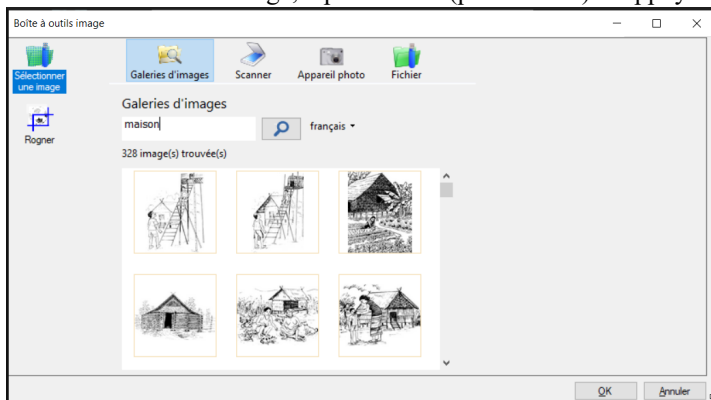 Boîte à outils image
Sélectionner
une image
Rogner
Galeries d'images
Scanner
Appareil photo
Fichier
Galeries d'images
maison
français
328 image(s) trouvée(s)
OK
Annuler